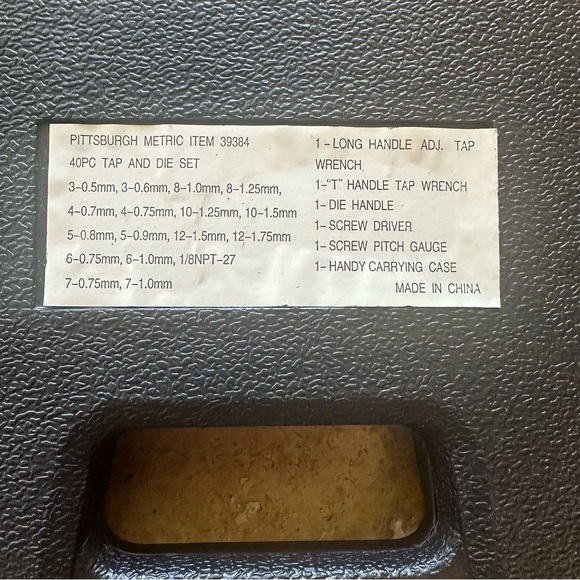 PITTSBURGH METRIC ITEM 39384
40PC TAP AND DIE SET
3-0.5mm, 3-0.6mm, 8-1.0mm, 8-1.25mm,
4-0.7mm, 4-0.75mm, 10-1.25mm, 10-1.5mm
5-0.8mm, 5-0.9mm, 12-1.5mm, 12-1.75mm
6-0.75mm, 6-1.0mm, 1/8NPT-27
7-0.75mm, 7-1.0mm
1-LONG HANDLE ADJ. TAP
WRENCH
1-"T" HANDLE TAP WRENCH
1-DIE HANDLE
1-SCREW DRIVER
1-SCREW PITCH GAUGE
1-HANDY CARRYING CASE
MADE IN CHINA